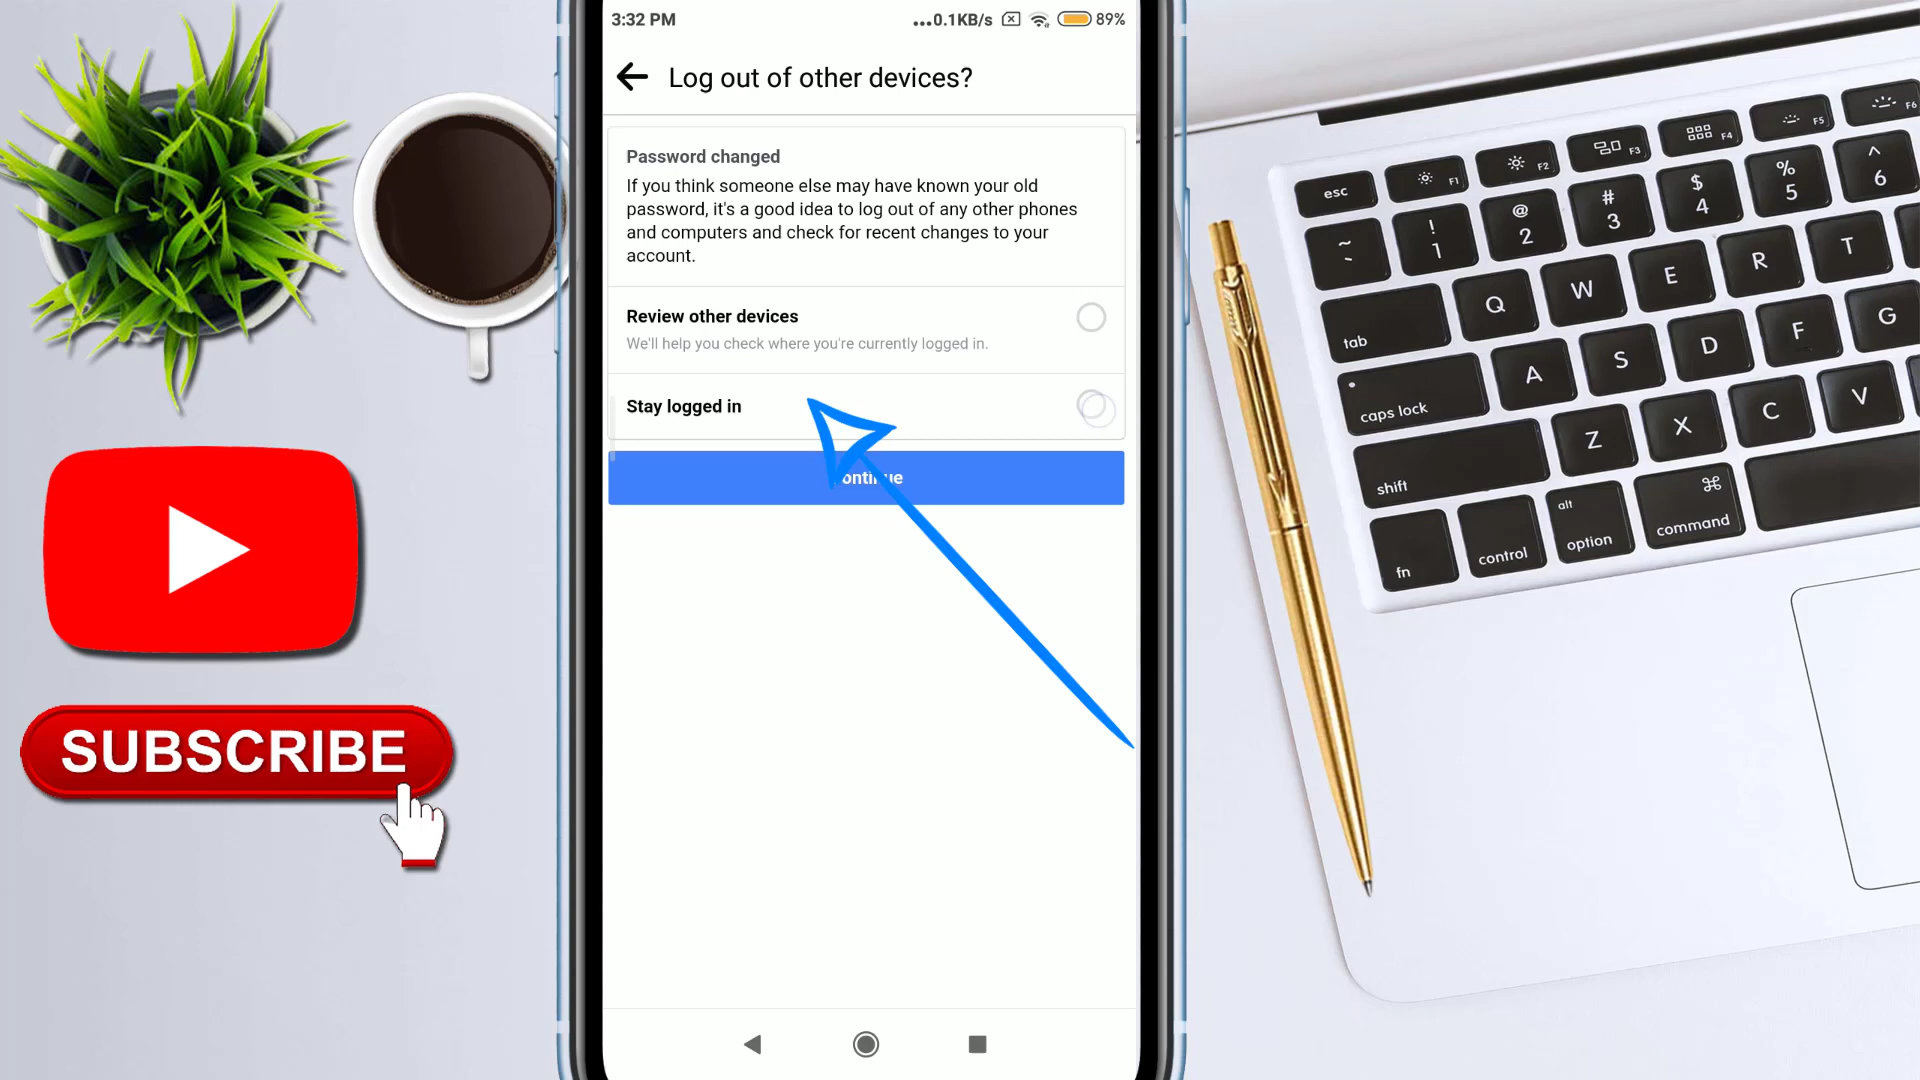 3:32 PM
...0.1KB/s
89%
Log out of other devices?
Password changed
If you think someone else may have known your old
password, it's a good idea to log out of any other phones
and computers and check for recent changes to your
account.
Review other devices
We'll help you check where you're currently logged in.
Stay logged in
Continue
SUBSCRIBE
esc
F1
F2
F3
F4
F5
F6
~
`
!
1
@
2
#
3
$
4
%
5
^
6
tab
Q
W
E
R
T
caps lock
A
S
D
F
G
shift
Z
X
C
V
fn
control
alt
option
⌘
command